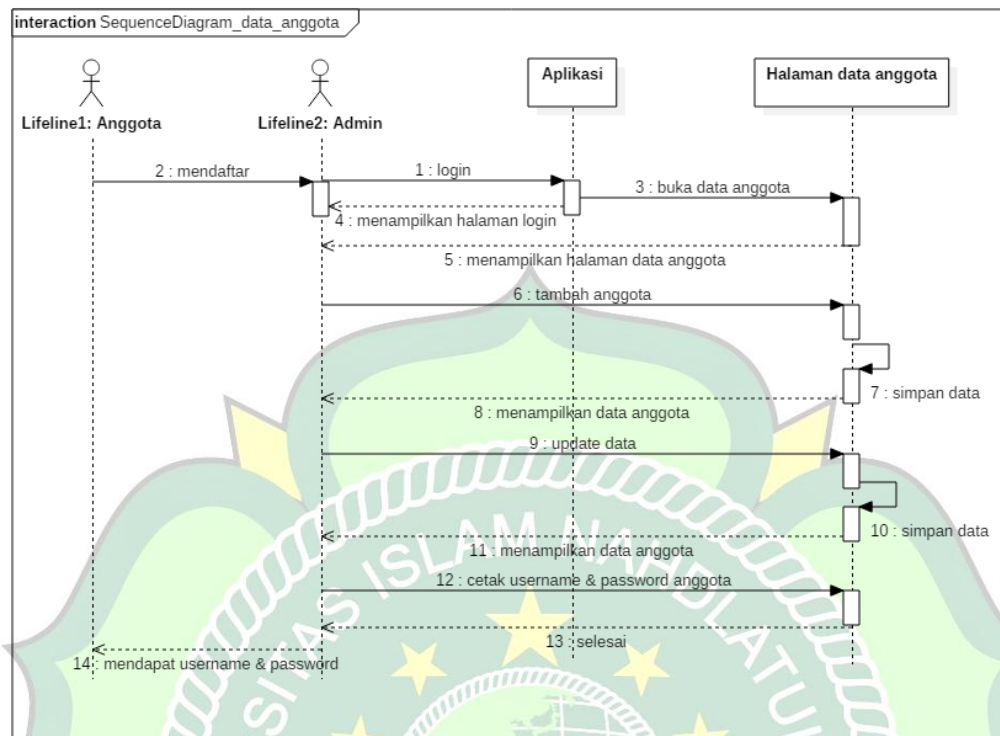 interaction SequenceDiagram_data_anggota
Aplikasi
Halaman data anggota
Lifeline1: Anggota
Lifeline2: Admin
2 : mendaftar
1 : login
3 : buka data anggota
4 : menampilkan halaman login
5 : menampilkan halaman data anggota
6 : tambah anggota
7 : simpan data
8 : menampilkan data anggota
9 : update data
10 : simpan data
11 : menampilkan data anggota
12 : cetak username & password anggota
13 : selesai
14 : mendapat username & password
SITAS ISLAM NAHDLATU